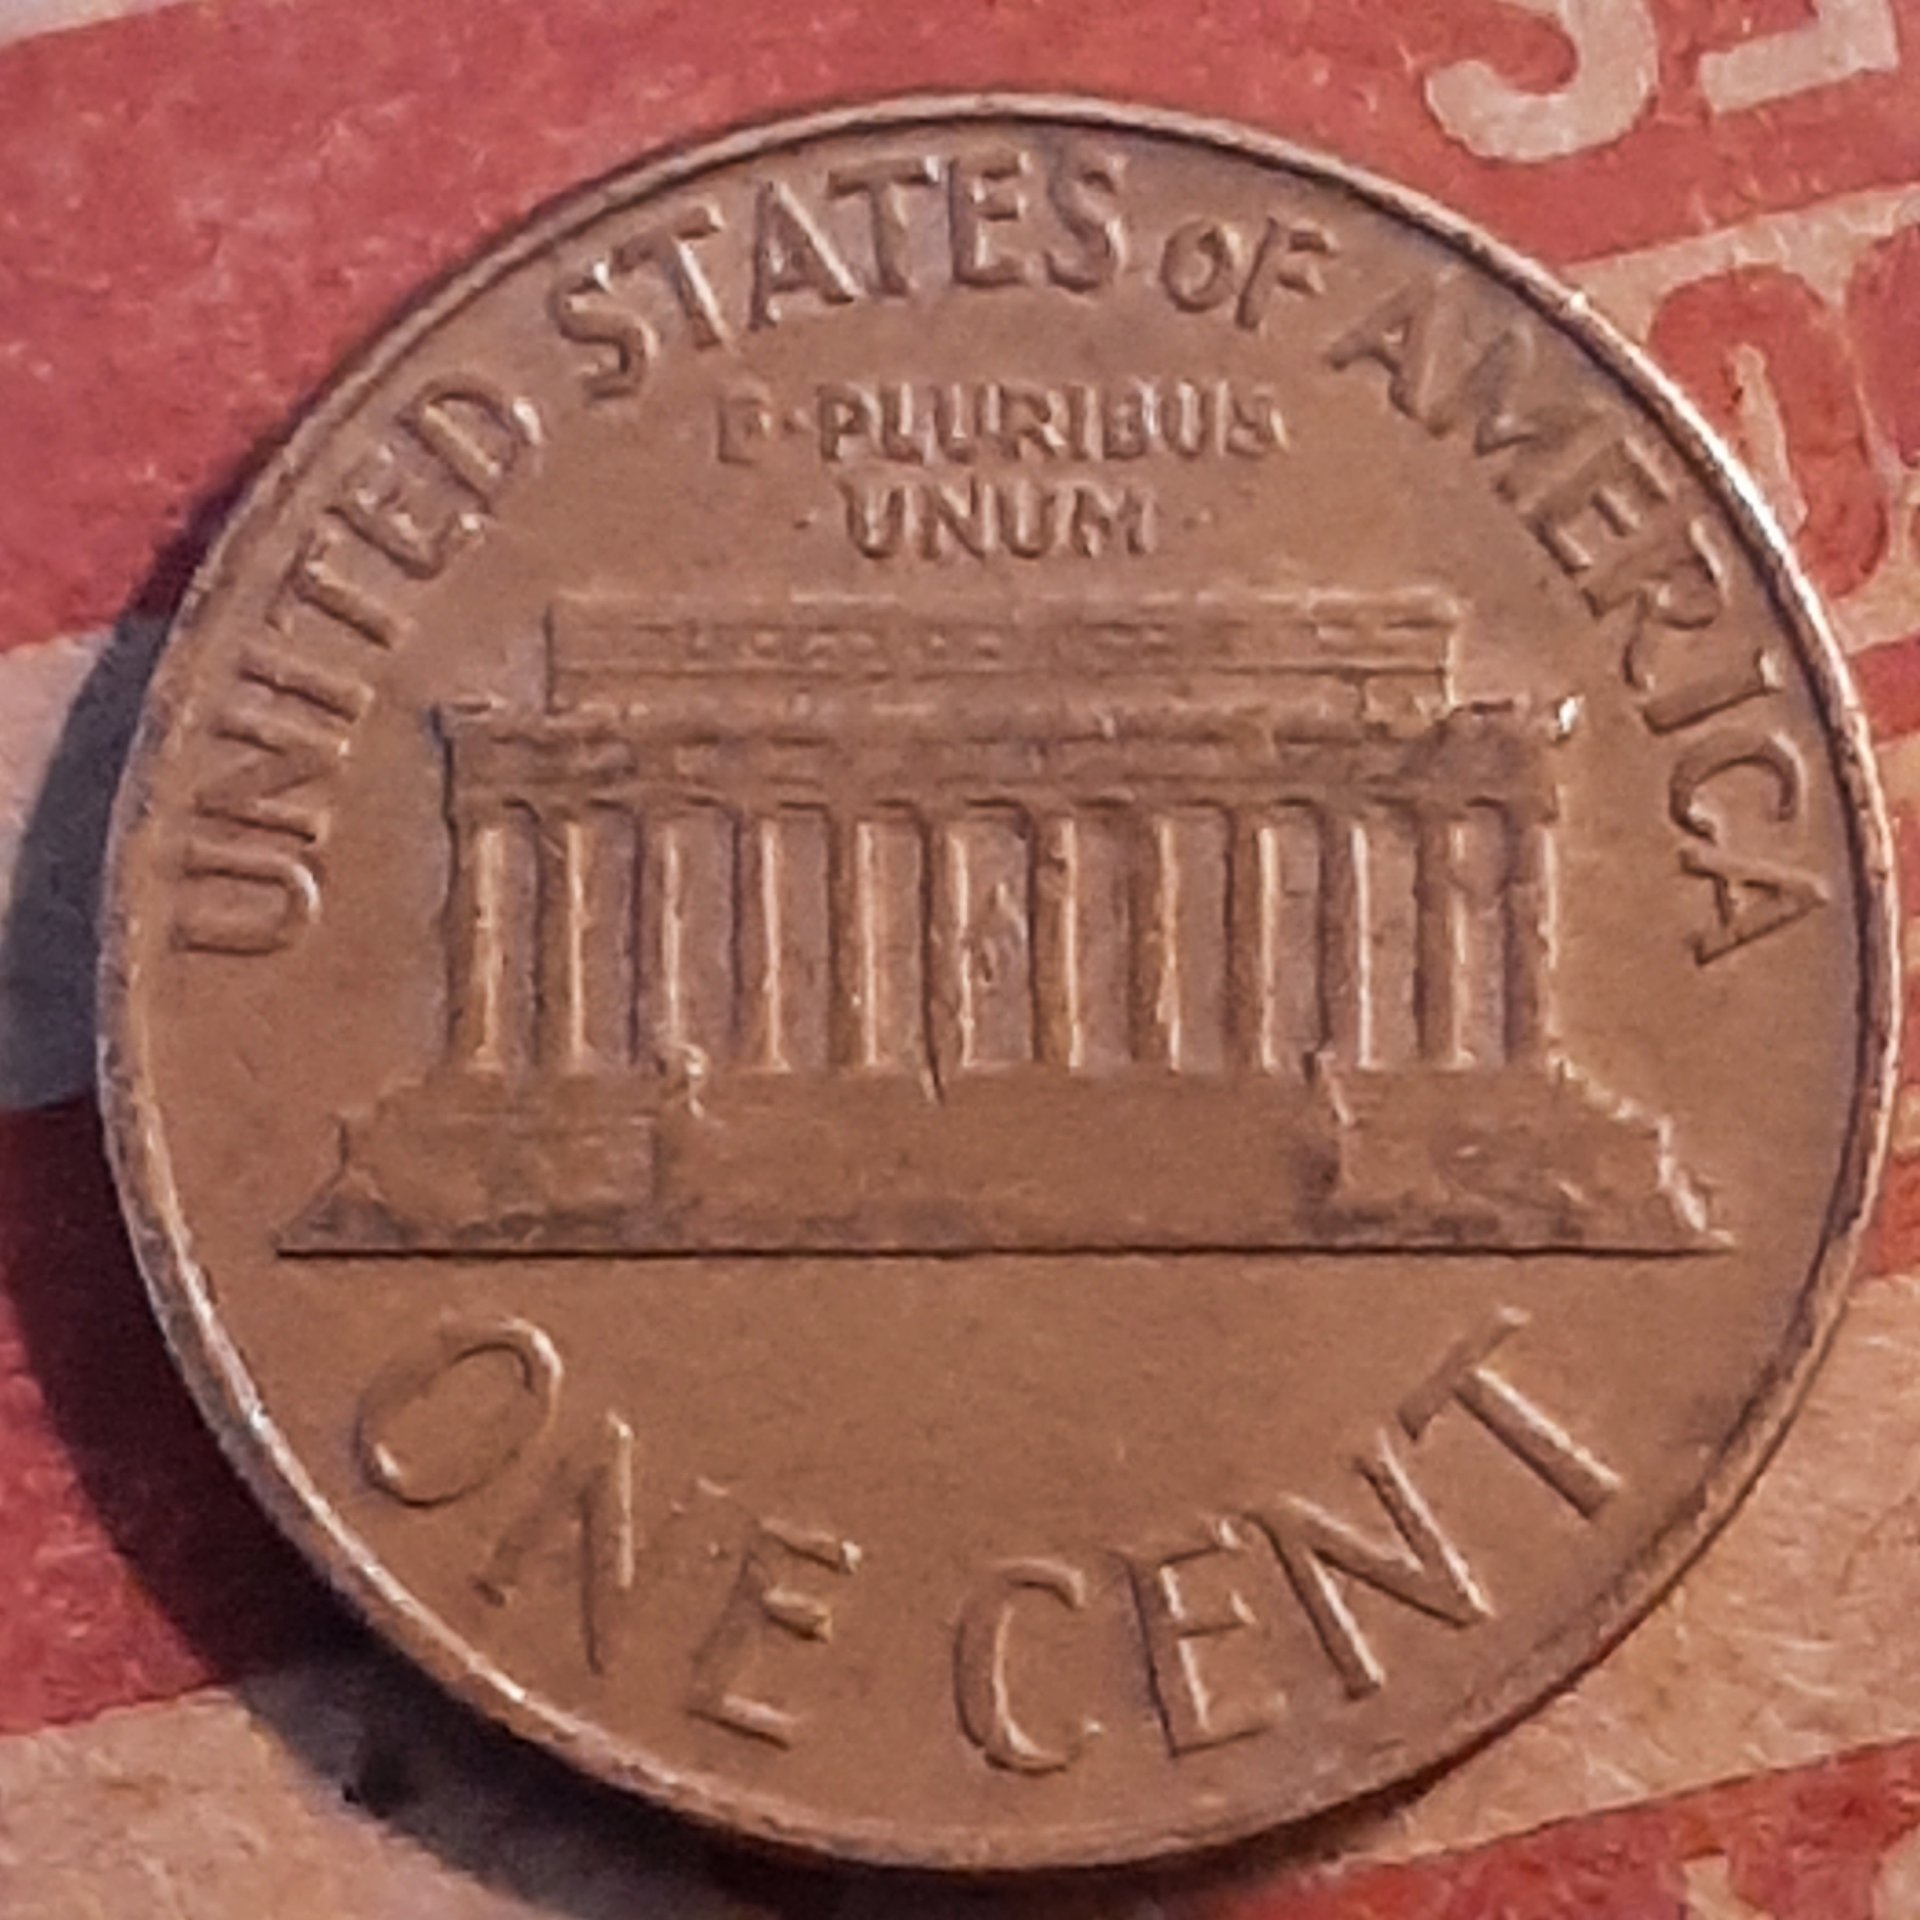 UNITED STATES OF AMERICA
E·PLURIBUS
·UNUM·
ONE CENT